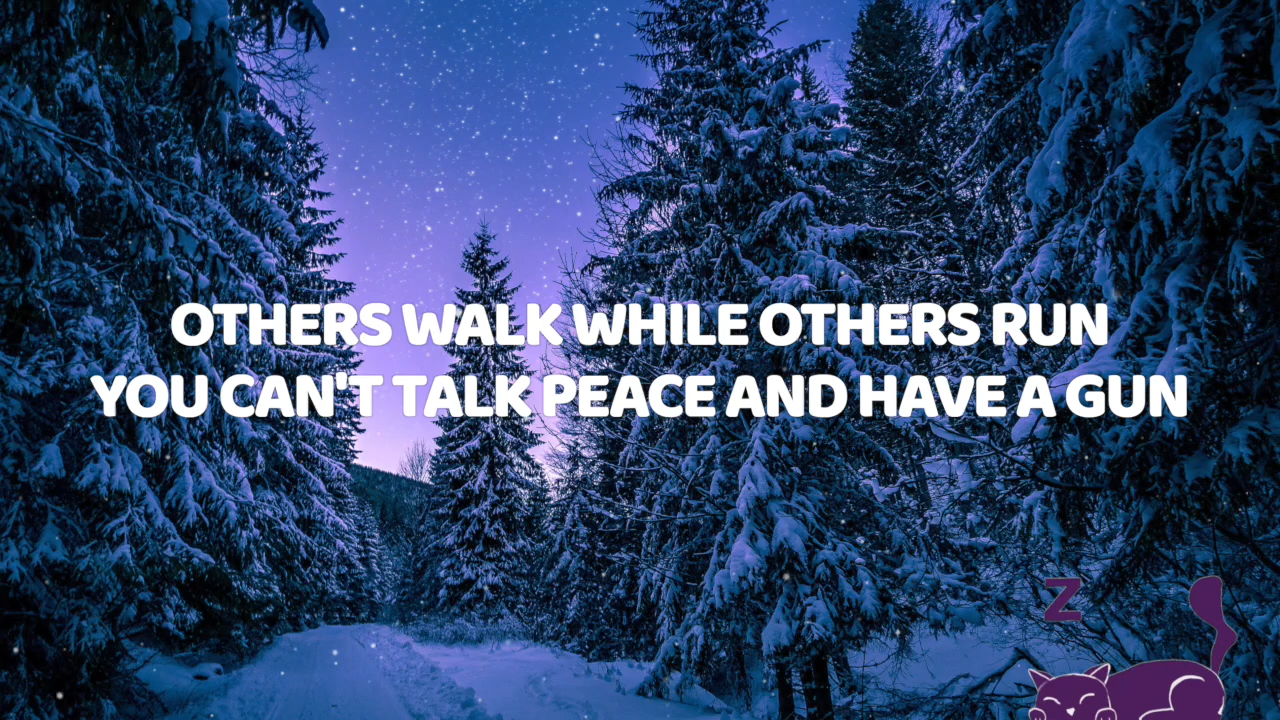 OTHERS WALK WHILE OTHERS RUN
YOU CAN'T TALK PEACE AND HAVE A GUN
Z